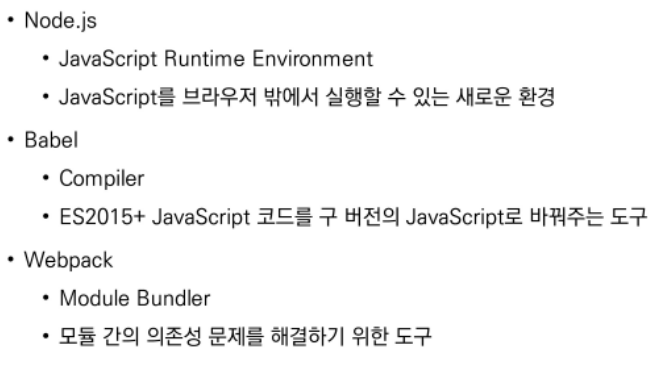 • Node.js
• JavaScript Runtime Environment
• JavaScript를 브라우저 밖에서 실행할 수 있는 새로운 환경
• Babel
• Compiler
• ES2015+ JavaScript 코드를 구 버전의 JavaScript로 바꿔주는 도구
• Webpack
• Module Bundler
• 모듈 간의 의존성 문제를 해결하기 위한 도구